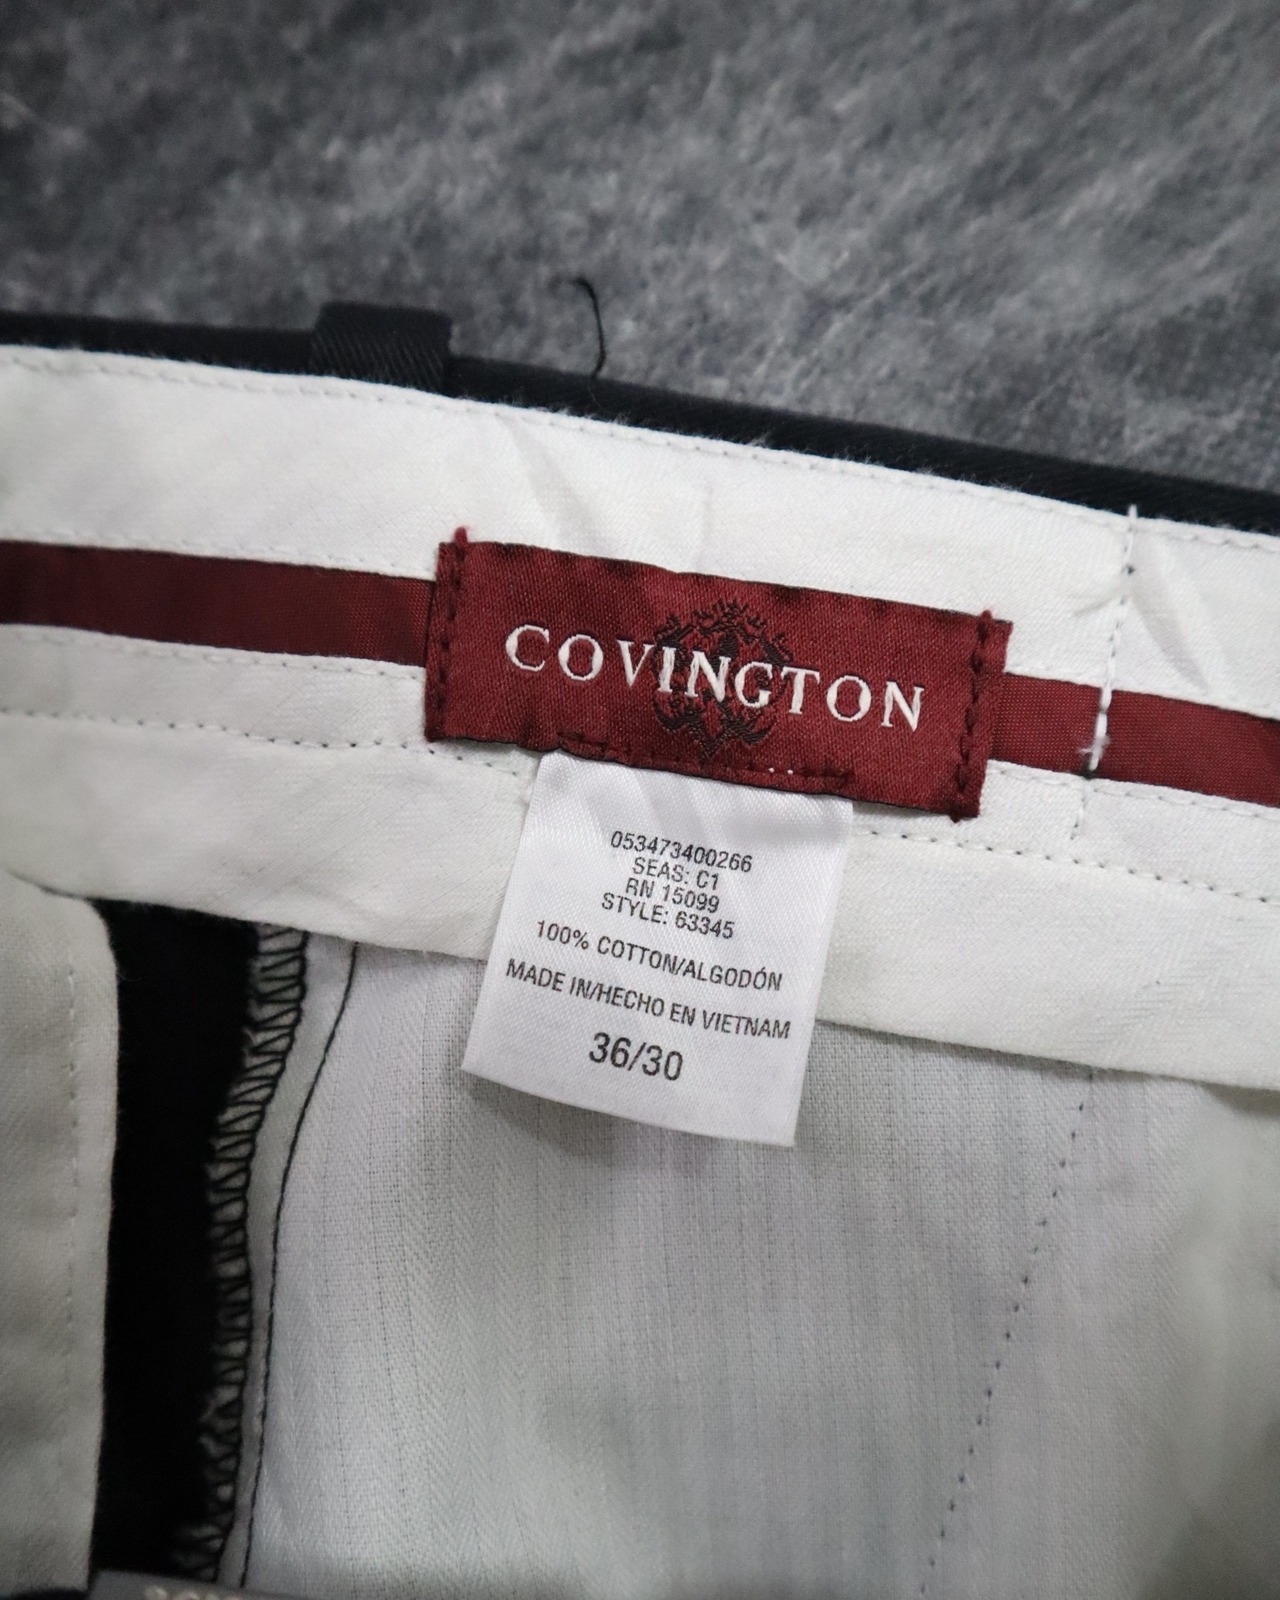 COVINGTON
053473400266
SEAS: C1
RN 15099
STYLE: 63345
100% COTTON/ALGODÓN
MADE IN/HECHO EN VIETNAM
36/30